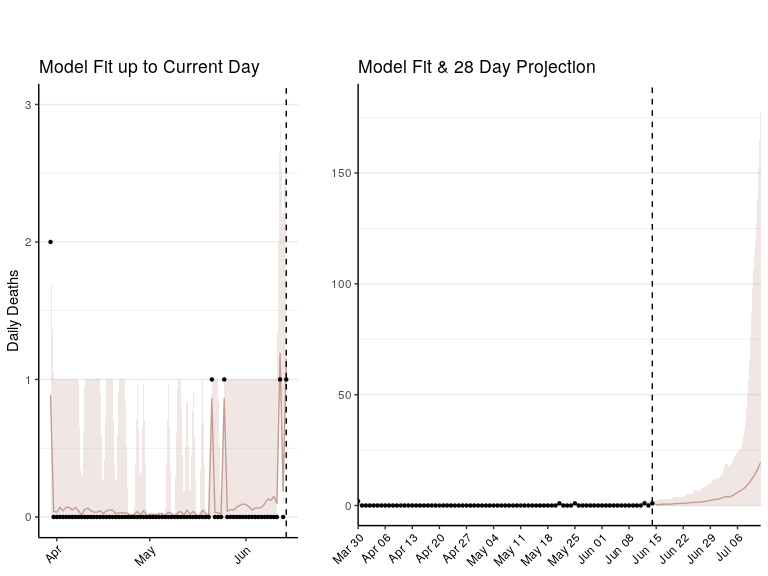 Model Fit up to Current Day
Model Fit & 28 Day Projection
Daily Deaths
3
2
1
0
Apr
May
Jun
150
100
50
0
Mar 30
Apr 06
Apr 13
Apr 20
Apr 27
May 04
May 11
May 18
May 25
Jun 01
Jun 08
Jun 15
Jun 22
Jun 29
Jul 06